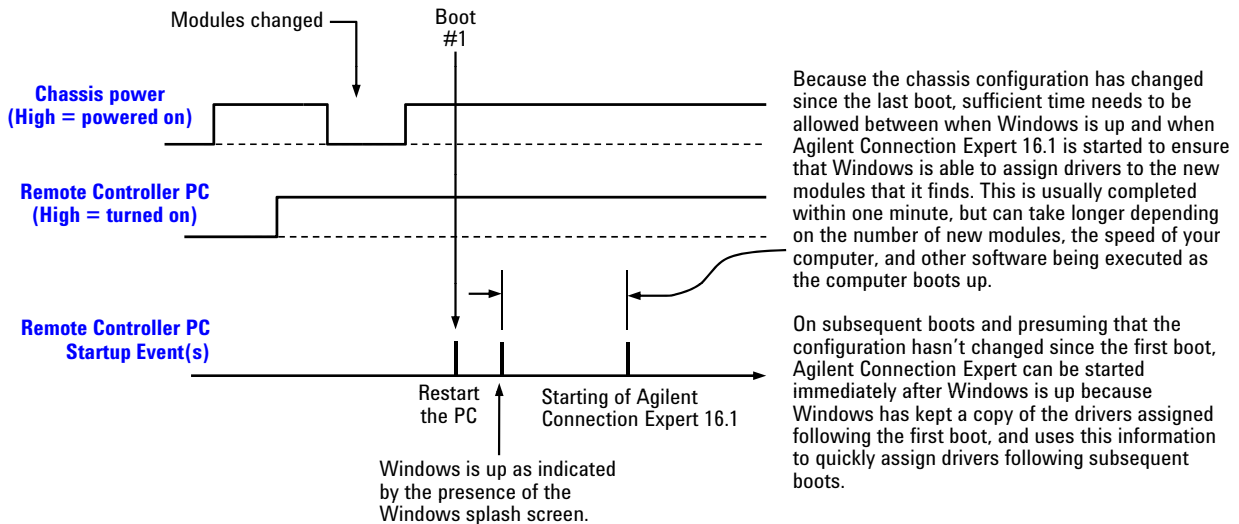 Modules changed
Boot
#1
Chassis power
(High = powered on)
Remote Controller PC
(High = turned on)
Remote Controller PC
Startup Event(s)
Restart
the PC
Starting of Agilent
Connection Expert 16.1
Windows is up as indicated
by the presence of the
Windows splash screen.
Because the chassis configuration has changed
since the last boot, sufficient time needs to be
allowed between when Windows is up and when
Agilent Connection Expert 16.1 is started to ensure
that Windows is able to assign drivers to the new
modules that it finds. This is usually completed
within one minute, but can take longer depending
on the number of new modules, the speed of your
computer, and other software being executed as
the computer boots up.
On subsequent boots and presuming that the
configuration hasn't changed since the first boot,
Agilent Connection Expert can be started
immediately after Windows is up because
Windows has kept a copy of the drivers assigned
following the first boot, and uses this information
to quickly assign drivers following subsequent
boots.